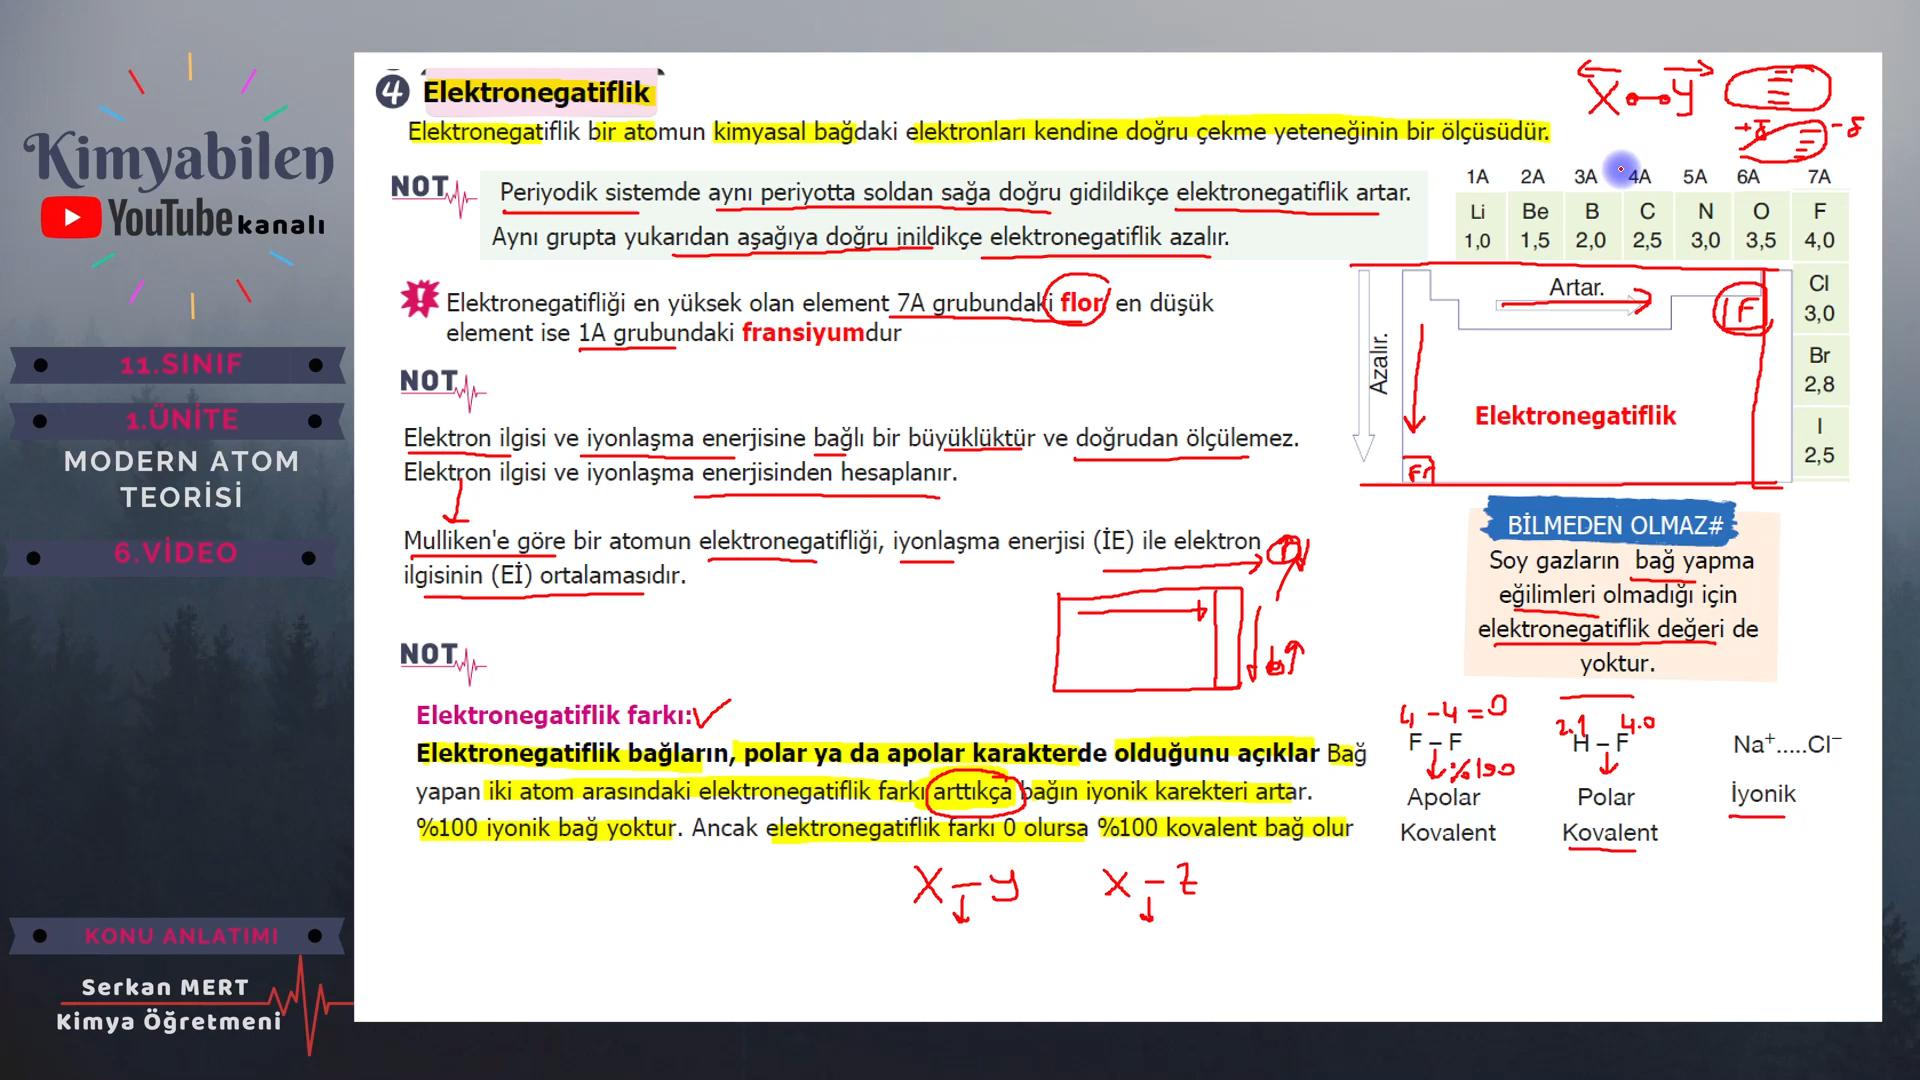 Kimyabilen
YouTube kanalı
11.SINIF
1.ÜNİTE
MODERN ATOM
TEORİSİ
6.VİDEO
KONU ANLATIMI
Serkan MERT
Kimya Öğretmeni
4 Elektronegatiflik
Elektronegatiflik bir atomun kimyasal bağdaki elektronları kendine doğru çekme yeteneğinin bir ölçüsüdür.
X Y
+δ -δ
NOT
Periyodik sistemde aynı periyotta soldan sağa doğru gidildikçe elektronegatiflik artar.
Aynı grupta yukarıdan aşağıya doğru inildikçe elektronegatiflik azalır.
1A 2A 3A 4A 5A 6A 7A
Li Be B C N O F
1,0 1,5 2,0 2,5 3,0 3,5 4,0
Cl
3,0
Br
2,8
I
2,5
Artar.
Azalır.
F
Elektronegatiflik
Fr
! Elektronegatifliği en yüksek olan element 7A grubundaki flor, en düşük
element ise 1A grubundaki fransiyumdur
NOT
Elektron ilgisi ve iyonlaşma enerjisine bağlı bir büyüklüktür ve doğrudan ölçülemez.
Elektron ilgisi ve iyonlaşma enerjisinden hesaplanır.
Mulliken'e göre bir atomun elektronegatifliği, iyonlaşma enerjisi (İE) ile elektron
ilgisinin (Eİ) ortalamasıdır.
BİLMEDEN OLMAZ#
Soy gazların bağ yapma
eğilimleri olmadığı için
elektronegatiflik değeri de
yoktur.
NOT
Elektronegatiflik farkı:
Elektronegatiflik bağların, polar ya da apolar karakterde olduğunu açıklar Bağ
yapan iki atom arasındaki elektronegatiflik farkı arttıkça bağın iyonik karekteri artar.
%100 iyonik bağ yoktur. Ancak elektronegatiflik farkı 0 olursa %100 kovalent bağ olur
X – Y X – Z
4 - 4 = 0
F – F
%100
Apolar
Kovalent
2.1 4.0
H – F
Polar
Kovalent
Na⁺.....Cl⁻
İyonik